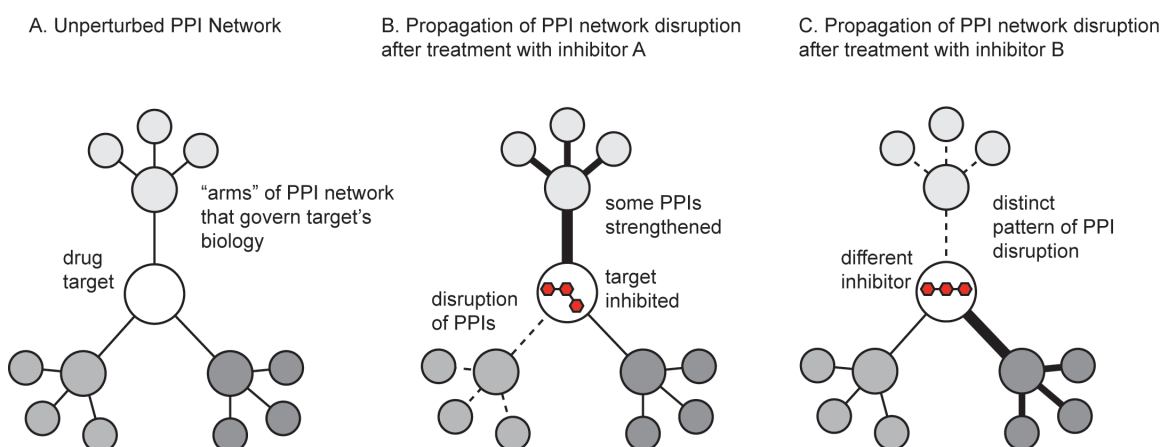 A. Unperturbed PPI Network
"arms" of PPI network
that govern target's
biology
drug
target
B. Propagation of PPI network disruption
after treatment with inhibitor A
some PPIs
strengthened
target
inhibited
disruption
of PPIs
C. Propagation of PPI network disruption
after treatment with inhibitor B
distinct
pattern of PPI
disruption
different
inhibitor